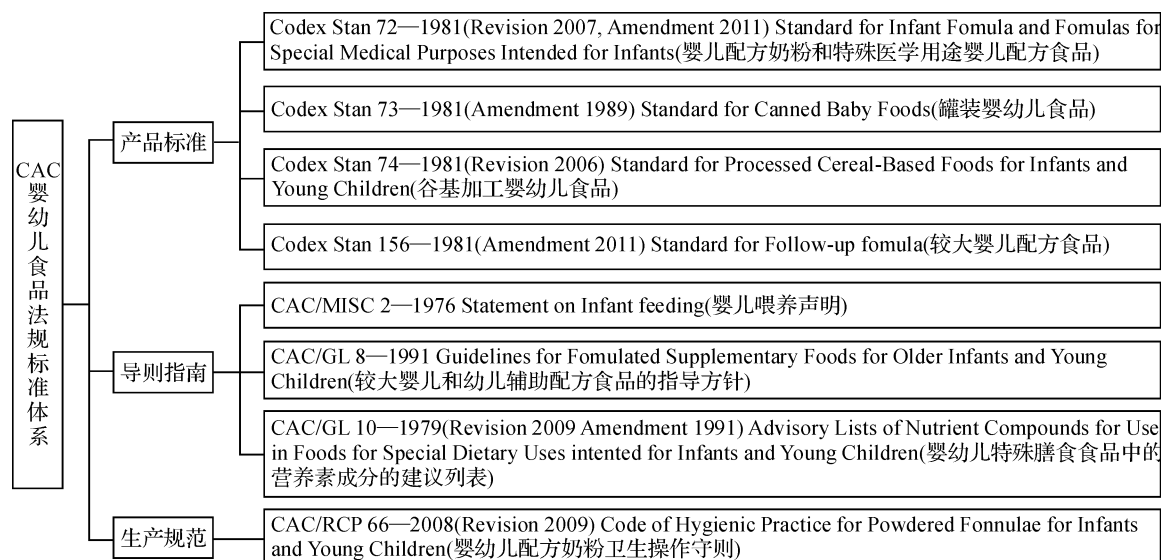 CAC婴幼儿食品法规标准体系
产品标准
Codex Stan 72—1981(Revision 2007, Amendment 2011) Standard for Infant Fomula and Fomulas for
Special Medical Purposes Intended for Infants(婴儿配方奶粉和特殊医学用途婴儿配方食品)
Codex Stan 73—1981(Amendment 1989) Standard for Canned Baby Foods(罐装婴幼儿食品)
Codex Stan 74—1981(Revision 2006) Standard for Processed Cereal-Based Foods for Infants and
Young Children(谷基加工婴幼儿食品)
Codex Stan 156—1981(Amendment 2011) Standard for Follow-up fomula(较大婴儿配方食品)
导则指南
CAC/MISC 2—1976 Statement on Infant feeding(婴儿喂养声明)
CAC/GL 8—1991 Guidelines for Fomulated Supplementary Foods for Older Infants and Young
Children(较大婴儿和幼儿辅助配方食品的指导方针)
CAC/GL 10—1979(Revision 2009 Amendment 1991) Advisory Lists of Nutrient Compounds for Use
in Foods for Special Dietary Uses intented for Infants and Young Children(婴幼儿特殊膳食食品中的
营养素成分的建议列表)
生产规范
CAC/RCP 66—2008(Revision 2009) Code of Hygienic Practice for Powdered Fonnulae for Infants
and Young Children(婴幼儿配方奶粉卫生操作守则)